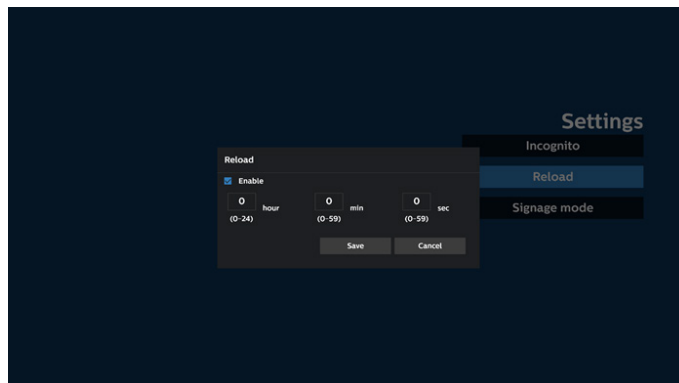 Settings
Incognito
Reload
Signage mode
Reload
Enable
0 hour 0 min 0 sec
(0-24) (0-59) (0-59)
Save Cancel